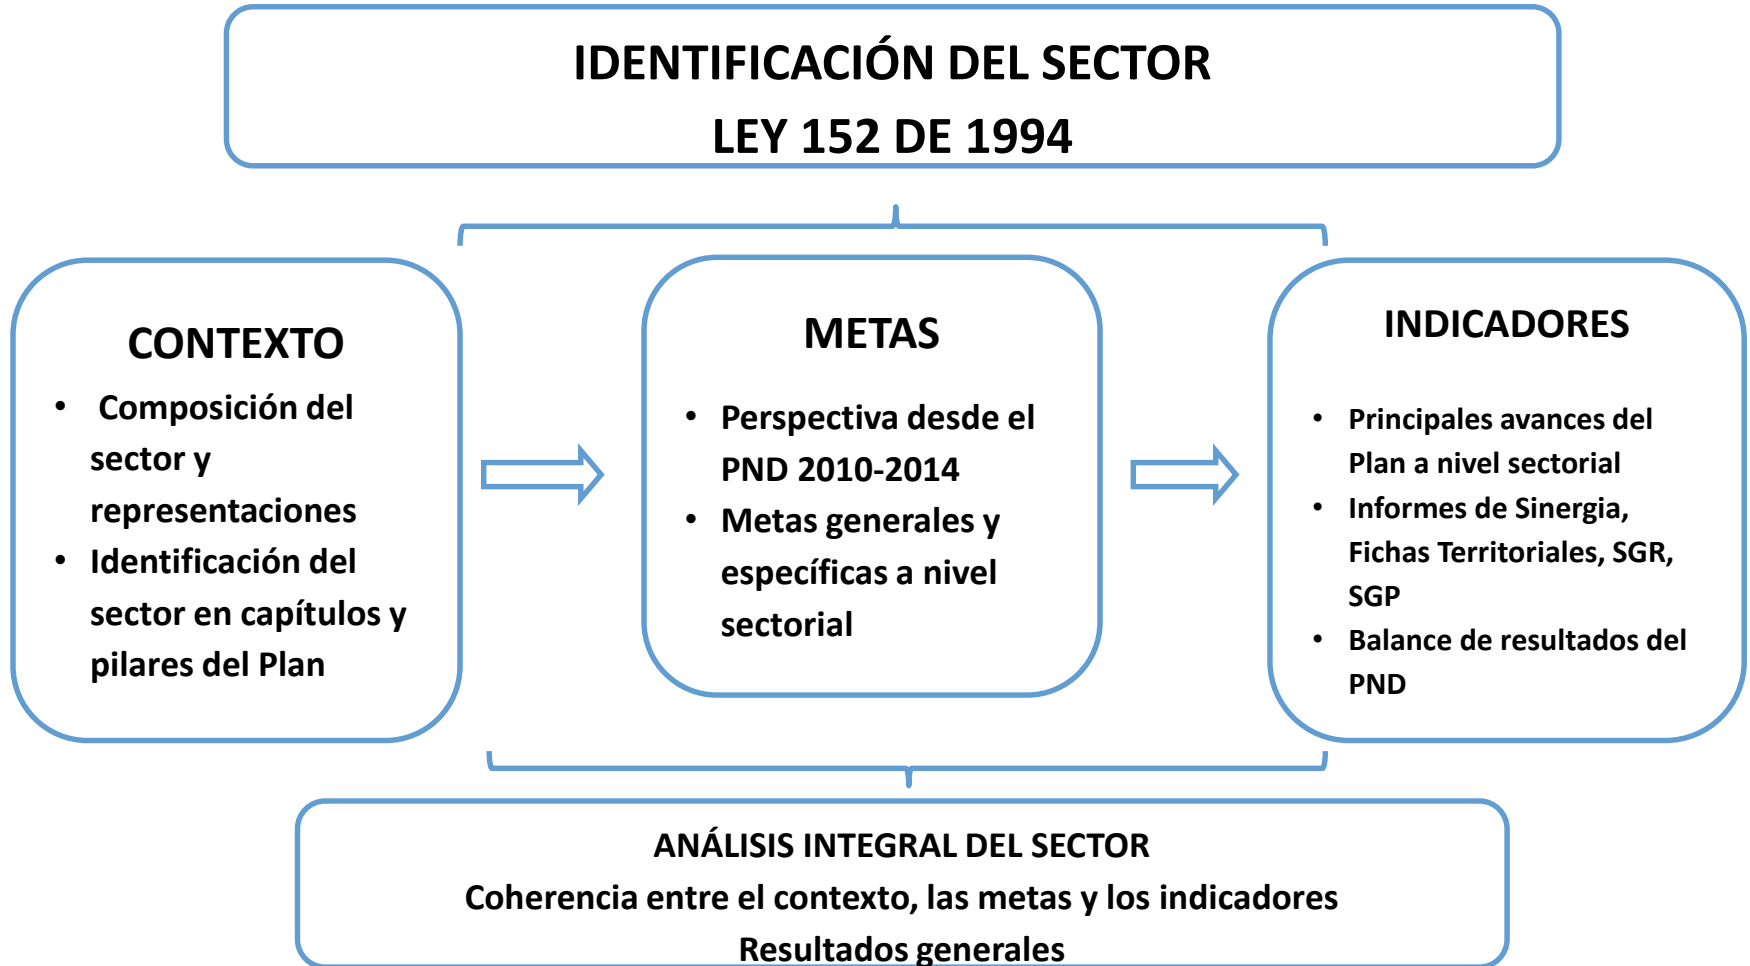 IDENTIFICACIÓN DEL SECTOR
LEY 152 DE 1994
CONTEXTO
• Composición del
sector y
representaciones
• Identificación del
sector en capítulos y
pilares del Plan
METAS
• Perspectiva desde el
PND 2010-2014
• Metas generales y
específicas a nivel
sectorial
INDICADORES
• Principales avances del
Plan a nivel sectorial
• Informes de Sinergia,
Fichas Territoriales, SGR,
SGP
• Balance de resultados del
PND
ANÁLISIS INTEGRAL DEL SECTOR
Coherencia entre el contexto, las metas y los indicadores
Resultados generales